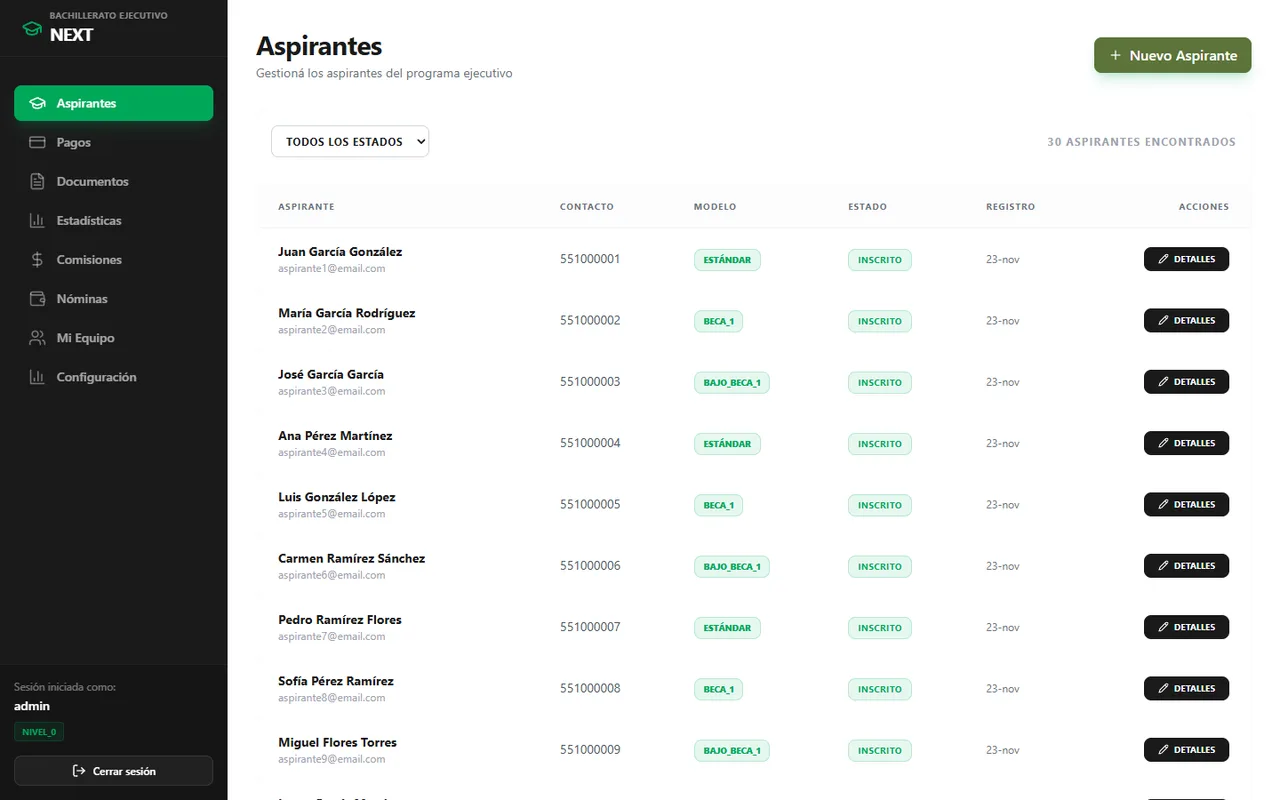 BACHILLERATO EJECUTIVO
NEXT
Aspirantes
Pagos
Documentos
Estadísticas
Comisiones
Nóminas
Mi Equipo
Configuración
Sesión iniciada como:
admin
NIVEL_0
Cerrar sesión
Aspirantes
Gestioná los aspirantes del programa ejecutivo
+ Nuevo Aspirante
TODOS LOS ESTADOS
30 ASPIRANTES ENCONTRADOS
ASPIRANTE CONTACTO MODELO ESTADO REGISTRO ACCIONES
Juan García González
aspirante1@email.com
551000001 ESTÁNDAR INSCRITO 23-nov DETALLES
María García Rodríguez
aspirante2@email.com
551000002 BECA_1 INSCRITO 23-nov DETALLES
José García García
aspirante3@email.com
551000003 BAJO_BECA_1 INSCRITO 23-nov DETALLES
Ana Pérez Martínez
aspirante4@email.com
551000004 ESTÁNDAR INSCRITO 23-nov DETALLES
Luis González López
aspirante5@email.com
551000005 BECA_1 INSCRITO 23-nov DETALLES
Carmen Ramírez Sánchez
aspirante6@email.com
551000006 BAJO_BECA_1 INSCRITO 23-nov DETALLES
Pedro Ramírez Flores
aspirante7@email.com
551000007 ESTÁNDAR INSCRITO 23-nov DETALLES
Sofía Pérez Ramírez
aspirante8@email.com
551000008 BECA_1 INSCRITO 23-nov DETALLES
Miguel Flores Torres
aspirante9@email.com
551000009 BAJO_BECA_1 INSCRITO 23-nov DETALLES